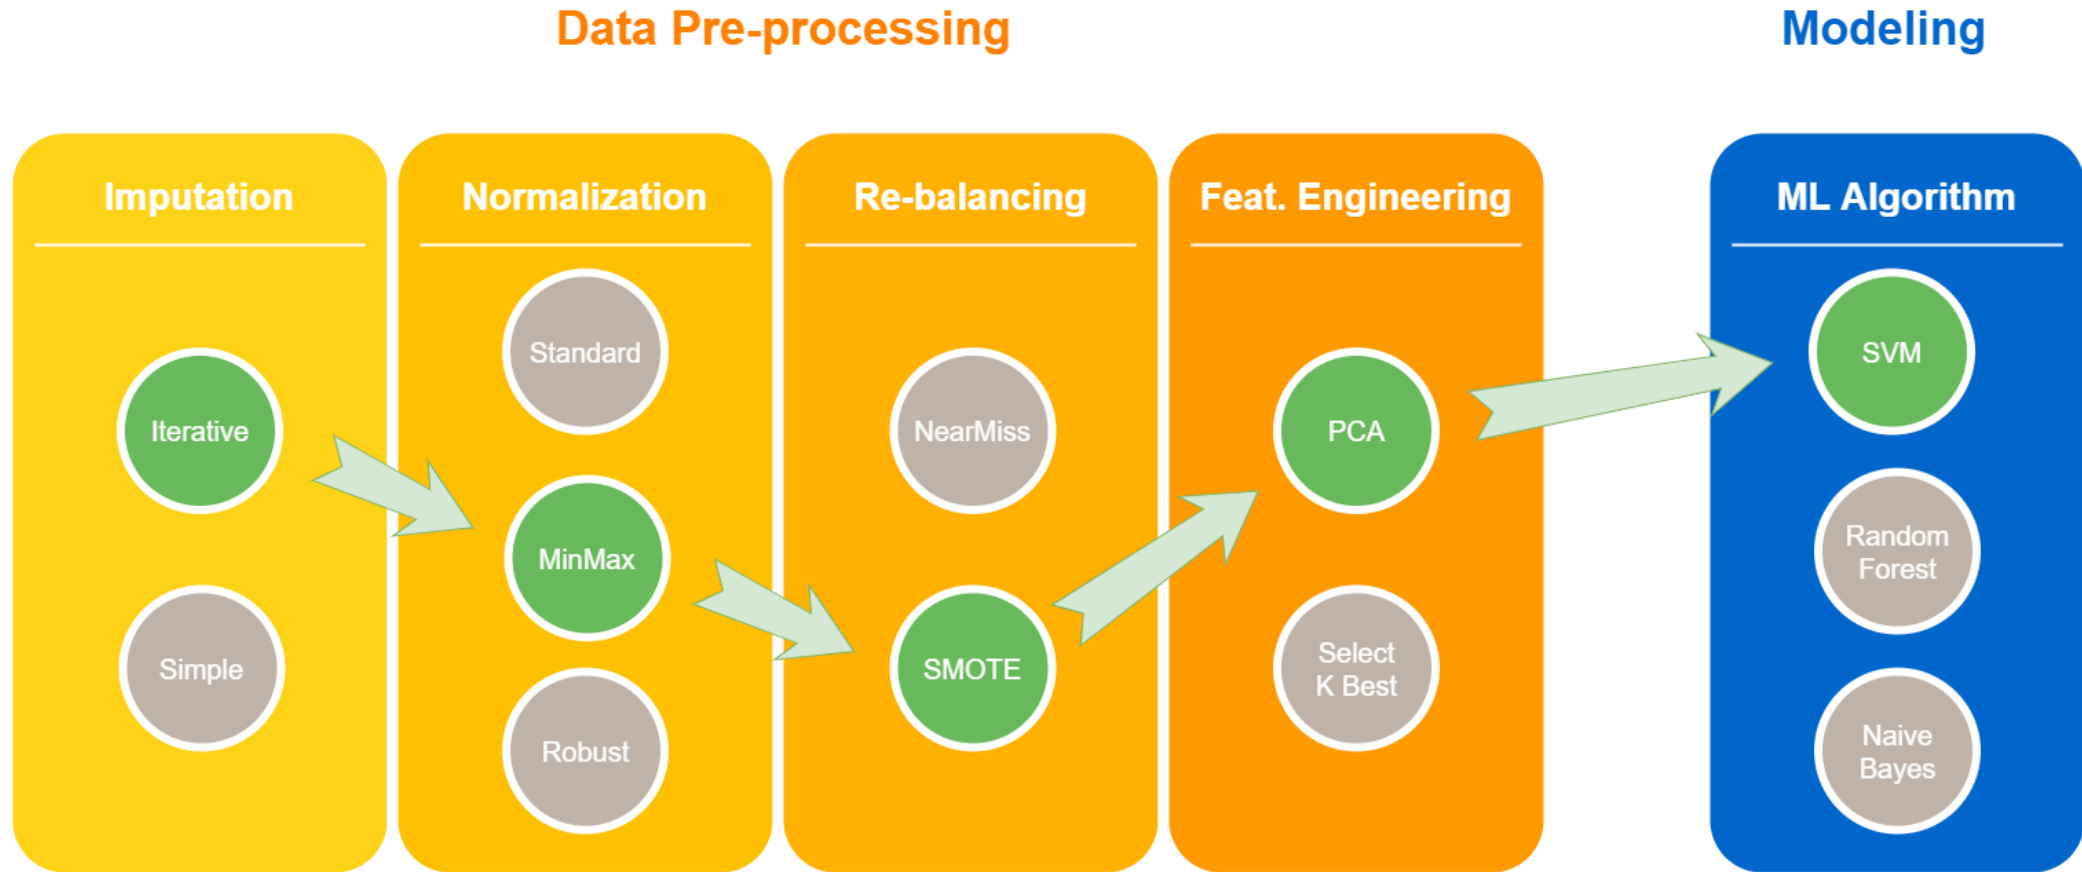 Data Pre-processing
Modeling
Imputation
Iterative
Simple
Normalization
Standard
MinMax
Robust
Re-balancing
NearMiss
SMOTE
Feat. Engineering
PCA
Select
K Best
ML Algorithm
SVM
Random
Forest
Naive
Bayes